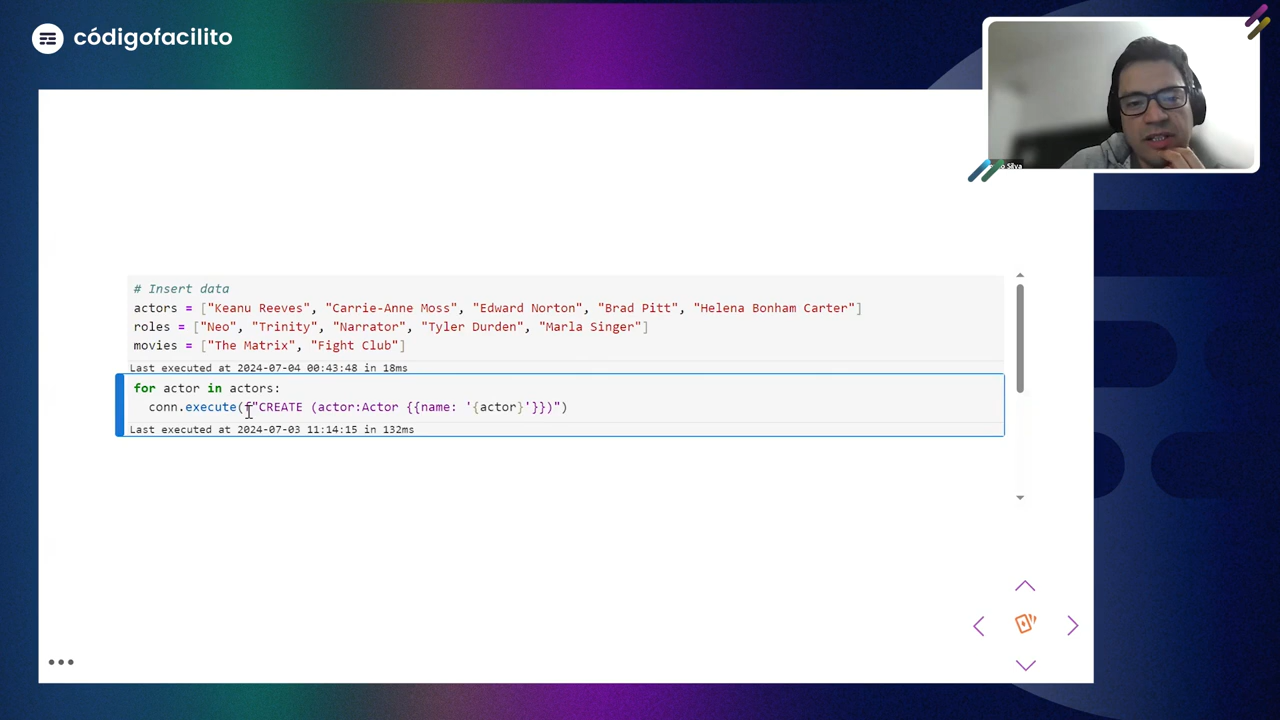 códigofacilito
Silva
# Insert data
actors = ["Keanu Reeves", "Carrie-Anne Moss", "Edward Norton", "Brad Pitt", "Helena Bonham Carter"]
roles = ["Neo", "Trinity", "Narrator", "Tyler Durden", "Marla Singer"]
movies = ["The Matrix", "Fight Club"]
Last executed at 2024-07-04 00:43:48 in 18ms
for actor in actors:
conn.execute(f"CREATE (actor:Actor {{name: '{actor}'}})")
Last executed at 2024-07-03 11:14:15 in 132ms